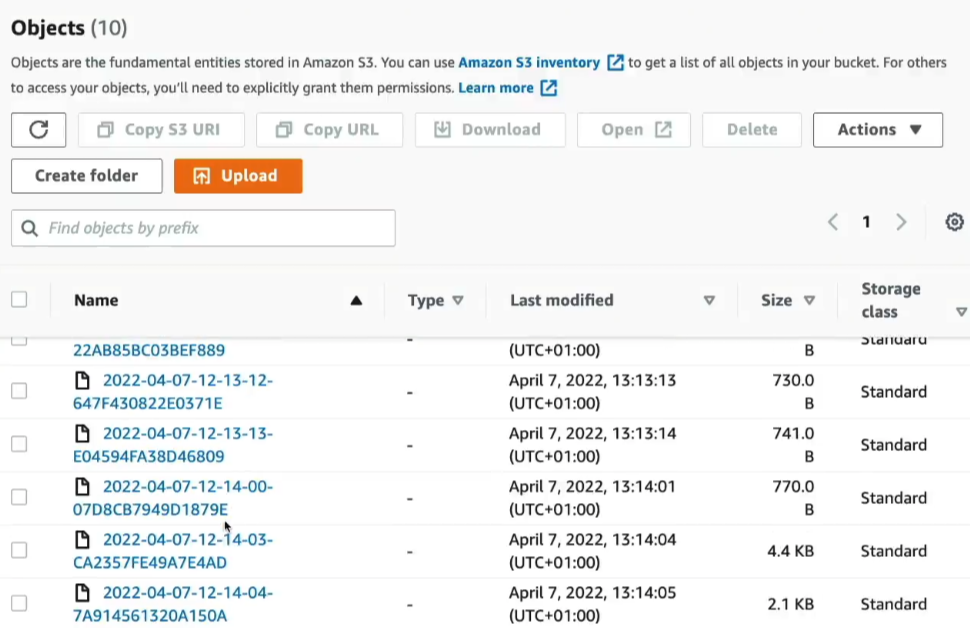 Objects (10)
Objects are the fundamental entities stored in Amazon S3. You can use Amazon S3 inventory to get a list of all objects in your bucket. For others
to access your objects, you'll need to explicitly grant them permissions. Learn more
Copy S3 URI Copy URL Download Open Delete Actions
Create folder Upload
Find objects by prefix
1
Name Type Last modified Size Storage class
22AB85BC03BEF889 - (UTC+01:00) B Standard
2022-04-07-12-13-12- April 7, 2022, 13:13:13 730.0
647F430822E0371E - (UTC+01:00) B Standard
2022-04-07-12-13-13- April 7, 2022, 13:13:14 741.0
E04594FA38D46809 - (UTC+01:00) B Standard
2022-04-07-12-14-00- April 7, 2022, 13:14:01 770.0
07D8CB7949D1879E - (UTC+01:00) B Standard
2022-04-07-12-14-03- April 7, 2022, 13:14:04
CA2357FE49A7E4AD - (UTC+01:00) 4.4 KB Standard
2022-04-07-12-14-04- April 7, 2022, 13:14:05
7A914561320A150A - (UTC+01:00) 2.1 KB Standard